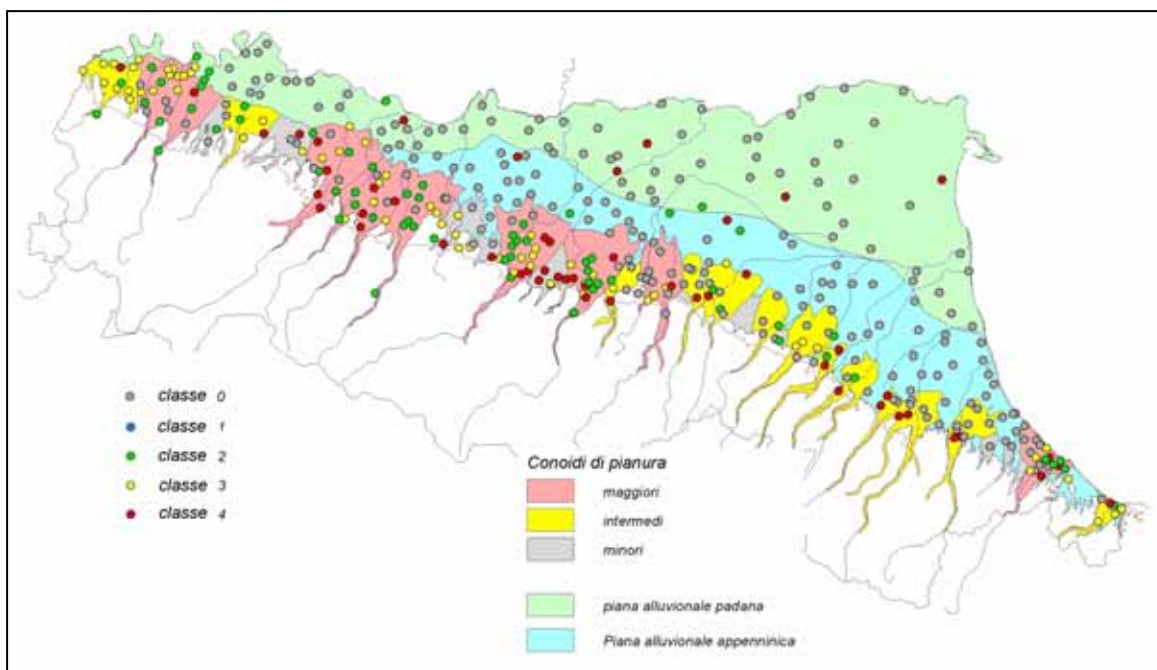 classe 0
classe 1
classe 2
classe 3
classe 4
Conoidi di pianura
maggiori
intermedi
minori
piana alluvionale padana
Piana alluvionale appenninica